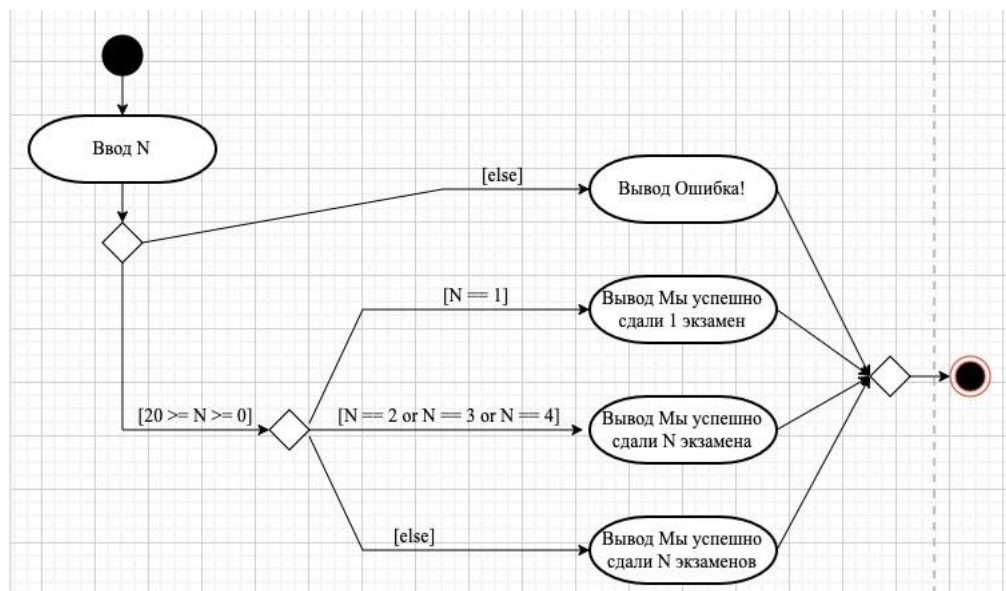 Ввод N
[else]
Вывод Ошибка!
[N == 1]
Вывод Мы успешно
сдали 1 экзамен
[20 >= N >= 0]
[N == 2 or N == 3 or N == 4]
Вывод Мы успешно
сдали N экзамена
[else]
Вывод Мы успешно
сдали N экзаменов